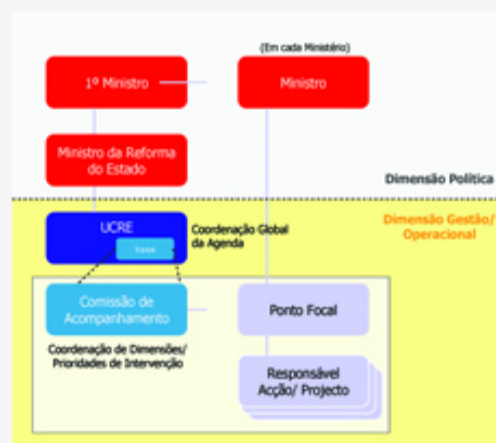 (Em cada Ministério)
1º Ministro
Ministro
Ministro da Reforma
do Estado
Dimensão Política
Dimensão Gestão/
Operacional
UCRE
Coordenação Global
da Agenda
Comissão de
Acompanhamento
Ponto Focal
Coordenação de Dimensões/
Prioridades de Intervenção
Responsável
Acção/ Projecto